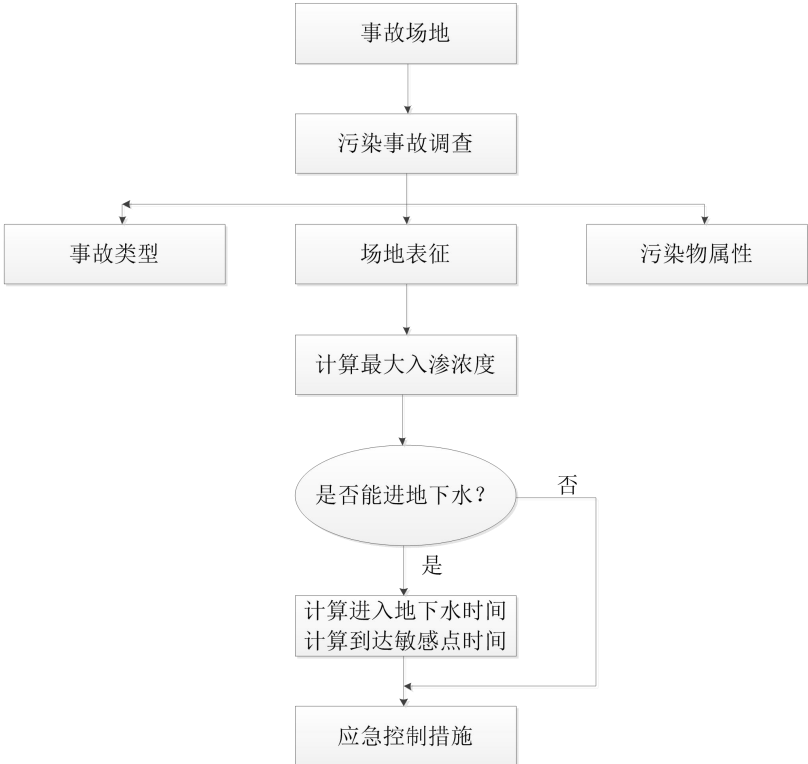 事故场地
污染事故调查
事故类型
场地表征
污染物属性
计算最大入渗浓度
是否能进地下水?
否
是
计算进入地下水时间
计算到达敏感点时间
应急控制措施